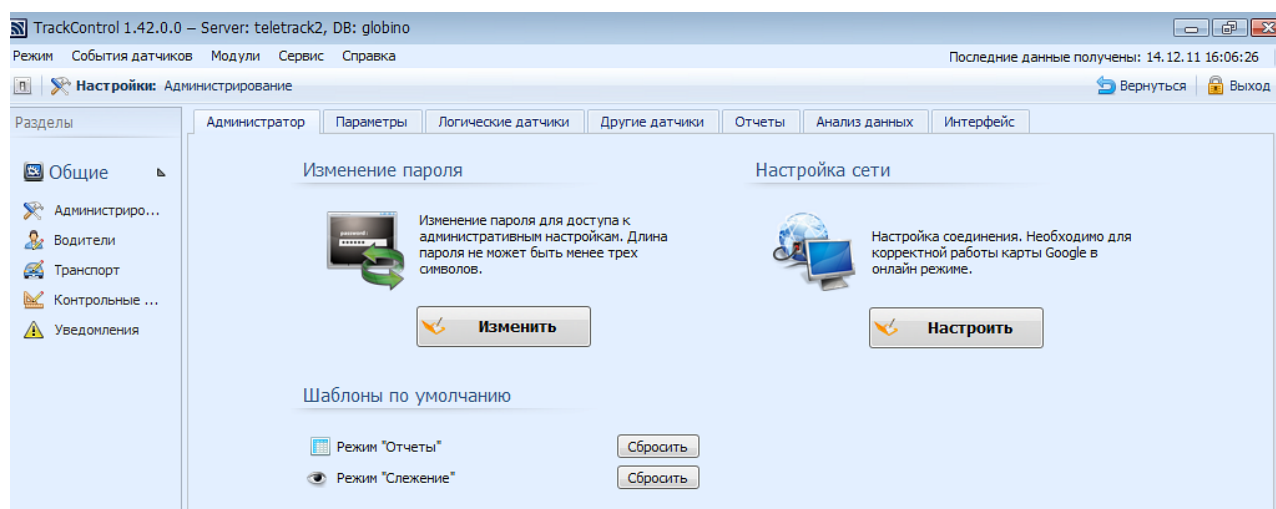 TrackControl 1.42.0.0 – Server: teletrack2, DB: globino
Режим События датчиков Модули Сервис Справка Последние данные получены: 14.12.11 16:06:26
Настройки: Администрирование Вернуться Выход
Разделы Администратор Параметры Логические датчики Другие датчики Отчеты Анализ данных Интерфейс
Общие
Администриро...
Водители
Транспорт
Контрольные ...
Уведомления
Изменение пароля
password:
******
Изменение пароля для доступа к
административным настройкам. Длина
пароля не может быть менее трех
символов.
Изменить
Настройка сети
Настройка соединения. Необходимо для
корректной работы карты Google в
онлайн режиме.
Настроить
Шаблоны по умолчанию
Режим "Отчеты" Сбросить
Режим "Слежение" Сбросить